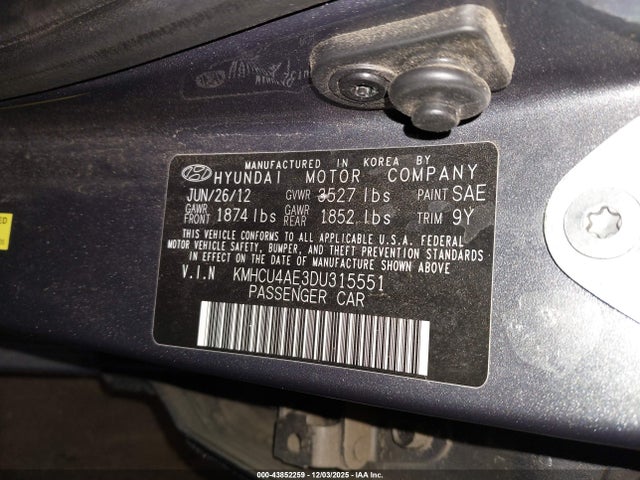 MANUFACTURED IN KOREA BY
HYUNDAI MOTOR COMPANY
JUN/26/12 GVWR 3527 lbs PAINT SAE
GAWR FRONT 1874 lbs GAWR REAR 1852 lbs TRIM 9Y
THIS VEHICLE CONFORMS TO ALL APPLICABLE U.S.A. FEDERAL
MOTOR VEHICLE SAFETY, BUMPER, AND THEFT PREVENTION STANDARDS
IN EFFECT ON THE DATE OF MANUFACTURE SHOWN ABOVE.
V.I.N KMHCU4AE3DU315551
PASSENGER CAR
000-43852259 | 12/03/2025 | IAA Inc.